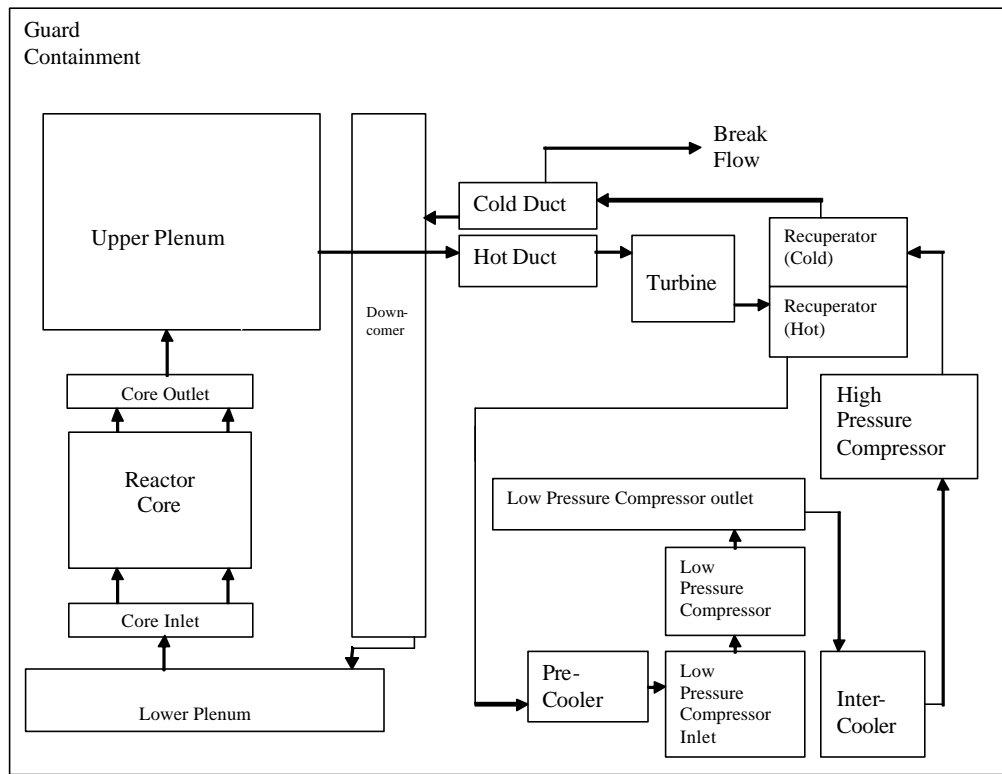 Guard
Containment
Upper Plenum
Down-
comer
Cold Duct
Break
Flow
Hot Duct
Turbine
Recuperator
(Cold)
Recuperator
(Hot)
Core Outlet
Reactor
Core
Core Inlet
Lower Plenum
High
Pressure
Compressor
Low Pressure Compressor outlet
Low
Pressure
Compressor
Pre-
Cooler
Low
Pressure
Compressor
Inlet
Inter-
Cooler